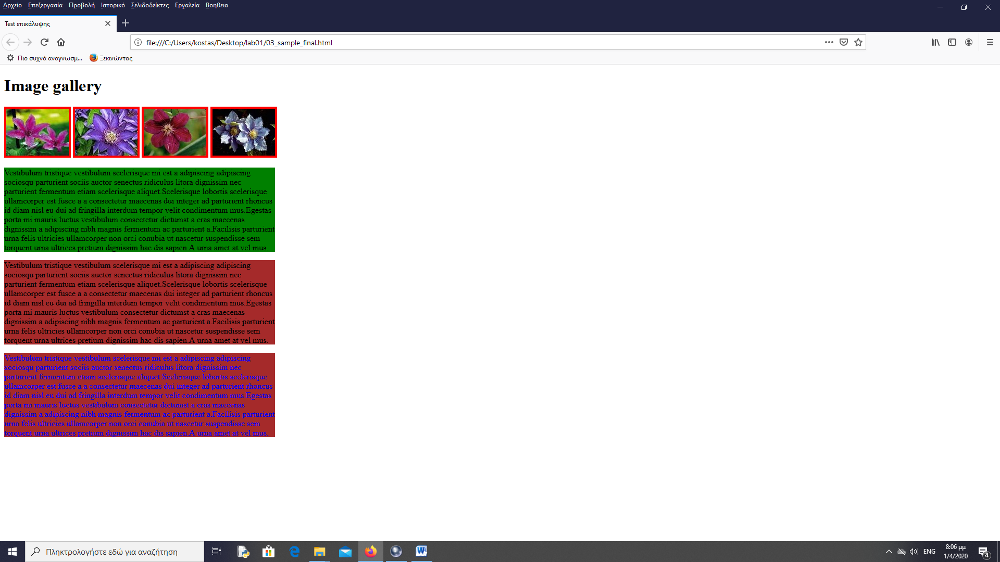 Αρχείο Επεξεργασία Προβολή Ιστορικό Σελιδοδείκτες Εργαλεία Βοηθεια
Test επικάλυψης
file:///C:/Users/kostas/Desktop/lab01/03_sample_final.html
Πιο συχνά αναγνωσμ... Ξεκινώντας
Image gallery
Vestibulum tristique vestibulum scelerisque mi est a adipiscing adipiscing
sociosqu parturient sociis auctor senectus ridiculus litora dignissim nec
parturient fermentum etiam scelerisque aliquet.Scelerisque lobortis scelerisque
ullamcorper est fusce a a consectetur maecenas dui integer ad parturient rhoncus
id diam nisl eu dui ad fringilla interdum tempor velit condimentum mus.Egestas
porta mi mauris luctus vestibulum consectetur dictumst a cras maecenas
dignissim a adipiscing nibh magnis fermentum ac parturient a.Facilisis parturient
urna felis ultricies ullamcorper non orci conubia ut nascetur suspendisse sem
torquent urna ultrices pretium dignissim hac dis sapien.A urna amet at vel mus.
Vestibulum tristique vestibulum scelerisque mi est a adipiscing adipiscing
sociosqu parturient sociis auctor senectus ridiculus litora dignissim nec
parturient fermentum etiam scelerisque aliquet.Scelerisque lobortis scelerisque
ullamcorper est fusce a a consectetur maecenas dui integer ad parturient rhoncus
id diam nisl eu dui ad fringilla interdum tempor velit condimentum mus.Egestas
porta mi mauris luctus vestibulum consectetur dictumst a cras maecenas
dignissim a adipiscing nibh magnis fermentum ac parturient a.Facilisis parturient
urna felis ultricies ullamcorper non orci conubia ut nascetur suspendisse sem
torquent urna ultrices pretium dignissim hac dis sapien.A urna amet at vel mus.
Vestibulum tristique vestibulum scelerisque mi est a adipiscing adipiscing
sociosqu parturient sociis auctor senectus ridiculus litora dignissim nec
parturient fermentum etiam scelerisque aliquet.Scelerisque lobortis scelerisque
ullamcorper est fusce a a consectetur maecenas dui integer ad parturient rhoncus
id diam nisl eu dui ad fringilla interdum tempor velit condimentum mus.Egestas
porta mi mauris luctus vestibulum consectetur dictumst a cras maecenas
dignissim a adipiscing nibh magnis fermentum ac parturient a.Facilisis parturient
urna felis ultricies ullamcorper non orci conubia ut nascetur suspendisse sem
torquent urna ultrices pretium dignissim hac dis sapien.A urna amet at vel mus.
Πληκτρολογήστε εδώ για αναζήτηση
W
ENG
8:06 μμ
1/4/2020
4